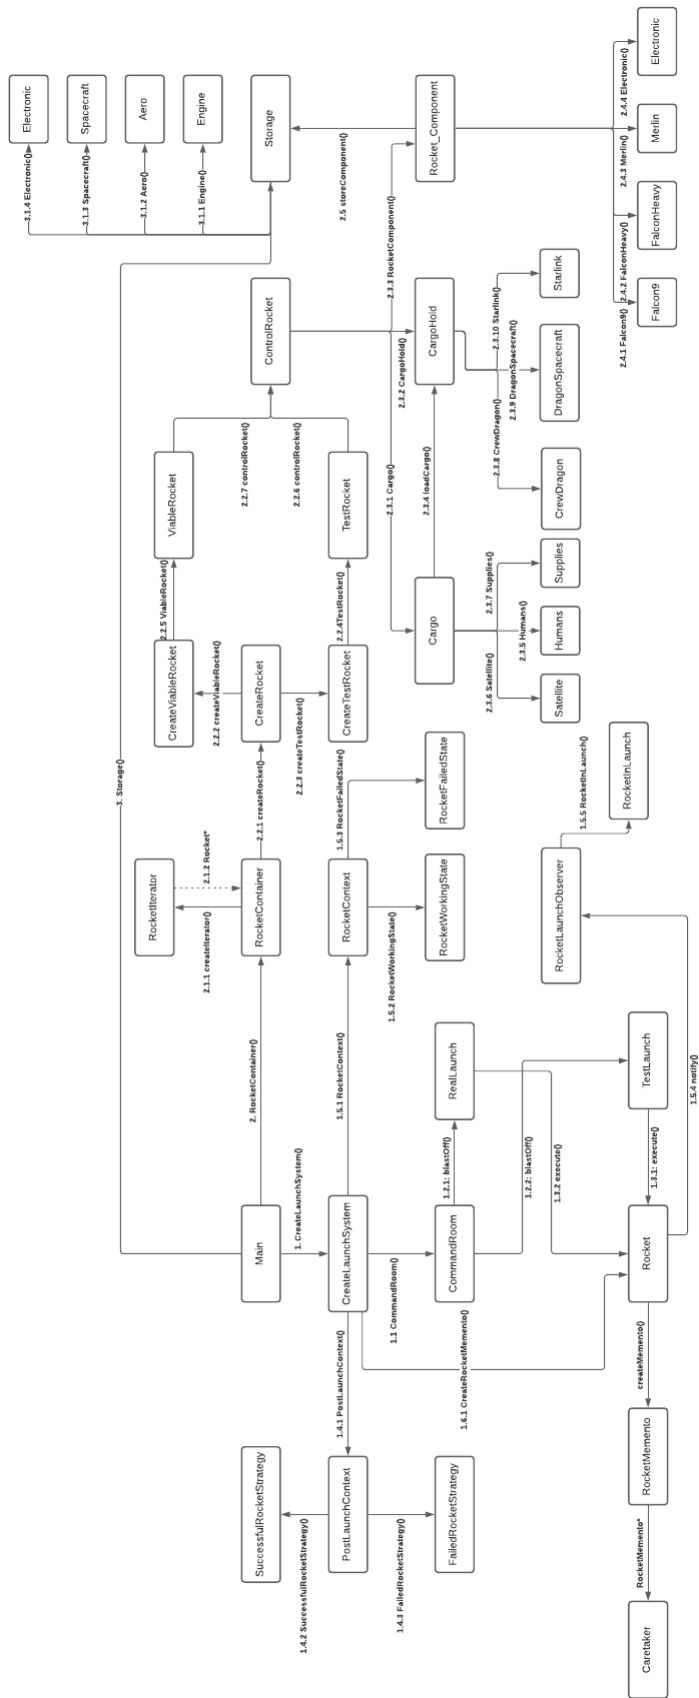 Electronic
Spacecraft
Aero
Engine
Storage
Rocket_Component
Electronic
Merlin
FalconHeavy
Falcon9
3.1.4 Electronic()
3.1.3 Spacecraft()
3.1.2 Aero()
3.1.1 Engine()
2.5 storeComponent()
2.4.4 Electronic()
2.4.3 Merlin()
2.4.2 FalconHeavy()
2.4.1 Falcon9()
ControlRocket
CargoHold
Starlink
DragonSpacecraft
CrewDragon
2.3.3 RocketComponent()
2.3.2 CargoHold()
2.3.10 Starlink()
2.3.9 DragonSpacecraft()
2.3.8 CrewDragon()
2.2.7 controlRocket()
2.2.6 controlRocket()
2.3.1 Cargo()
2.3.4 loadCargo()
ViableRocket
TestRocket
Cargo
Supplies
Humans
Satellite
2.3.7 Supplies()
2.3.5 Humans()
2.3.6 Satellite()
2.2.5 ViableRocket()
2.2.4TestRocket()
CreateViableRocket
CreateRocket
CreateTestRocket
2.2.2 createViableRocket()
2.2.3 createTestRocket()
3. Storage()
2.2.1 createRocket()
1.5.3 RocketFailedState()
RocketFailedState
1.5.5 RocketInLaunch()
RocketInLaunch
RocketIterator
2.1.2 Rocket*
2.1.1 createIterator()
RocketContainer
RocketContext
RocketWorkingState
1.5.2 RocketWorkingState()
RocketLaunchObserver
2. RocketContainer()
1.5.1 RocketContext()
RealLaunch
TestLaunch
1.5.4 notify()
1.2.1: blastOff()
1.2.2: blastOff()
1.3.2 execute()
1.3.1: execute()
Main
1. CreateLaunchSystem()
CreateLaunchSystem
1.1 CommandRoom()
CommandRoom
Rocket
1.4.1 PostLaunchContext()
1.6.1 CreateRocketMemento()
createMemento()
SuccessfulRocketStrategy
PostLaunchContext
FailedRocketStrategy
RocketMemento
1.4.2 SuccessfulRocketStrategy()
1.4.3 FailedRocketStrategy()
RocketMemento*
Caretaker